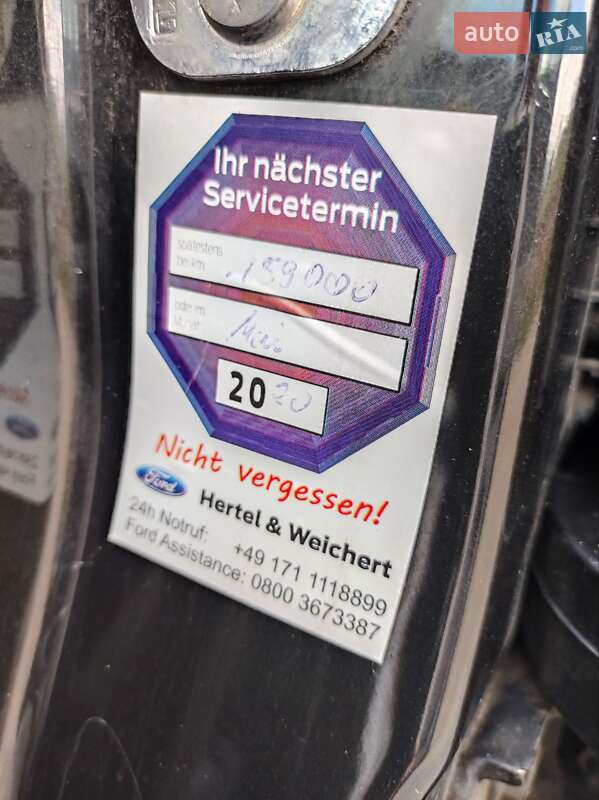 auto RIA.com
Ihr nächster
Servicetermin
spätestens
bei km: 159000
oder im
Monat: Mai
2020
Nicht vergessen!
Ford Hertel & Weichert
24h Notruf: +49 171 1118899
Ford Assistance: 0800 3673387